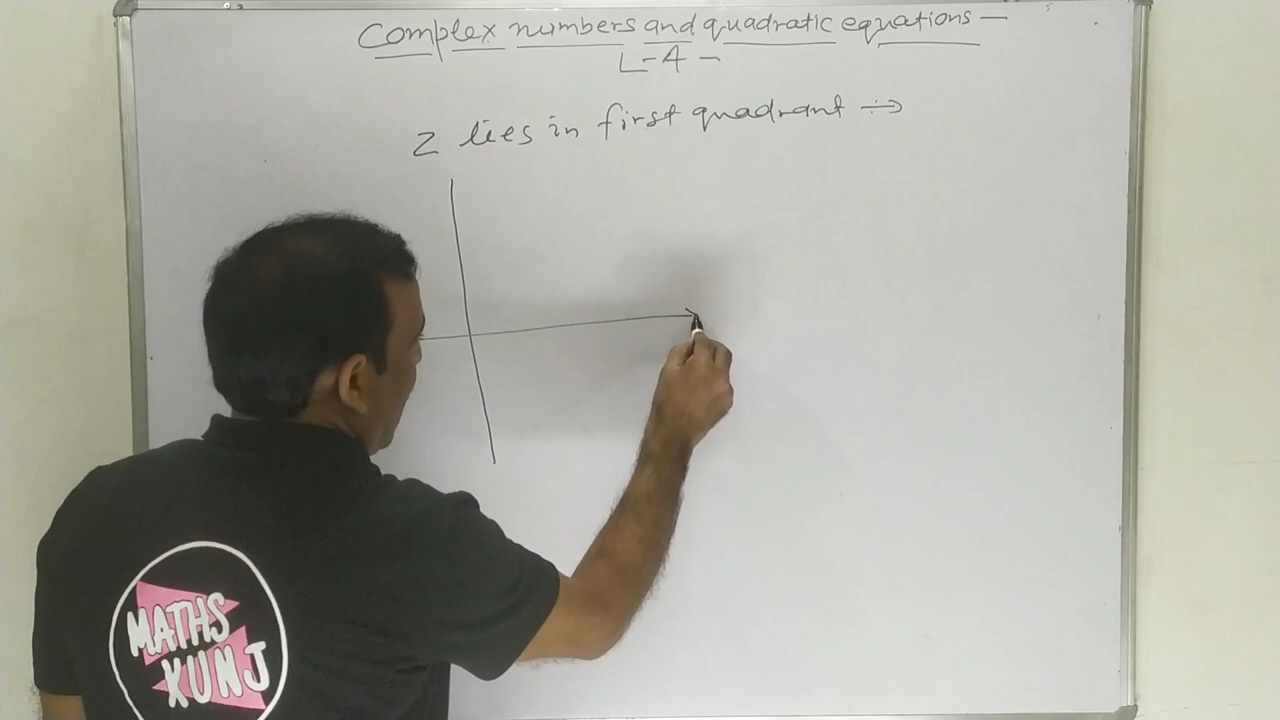 Complex numbers and quadratic equations -
L-4 -
z lies in first quadrant ÷>
MATHS
KUNJ